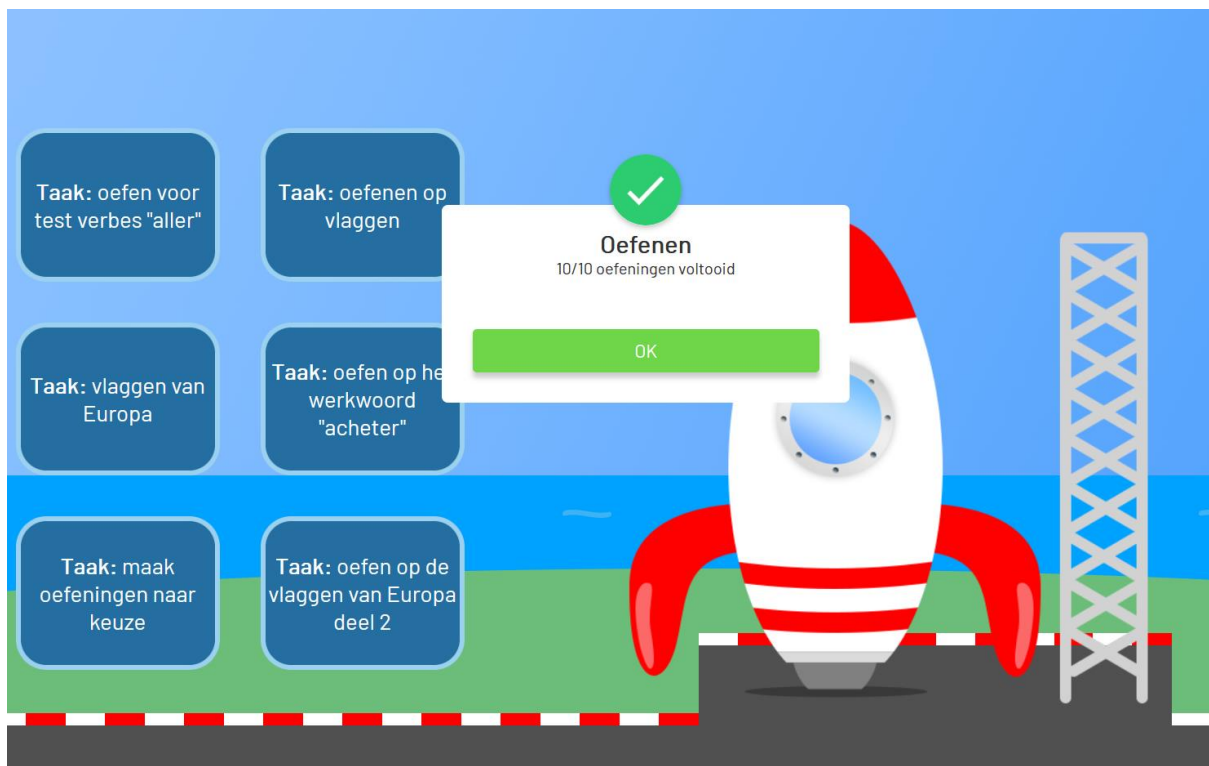 Taak: oefen voor
test verbes "aller"
Taak: oefenen op
vlaggen
Oefenen
10/10 oefeningen voltooid
OK
Taak: vlaggen van
Europa
Taak: oefen op he
werkwoord
"acheter"
Taak: maak
oefeningen naar
keuze
Taak: oefen op de
vlaggen van Europa
deel 2